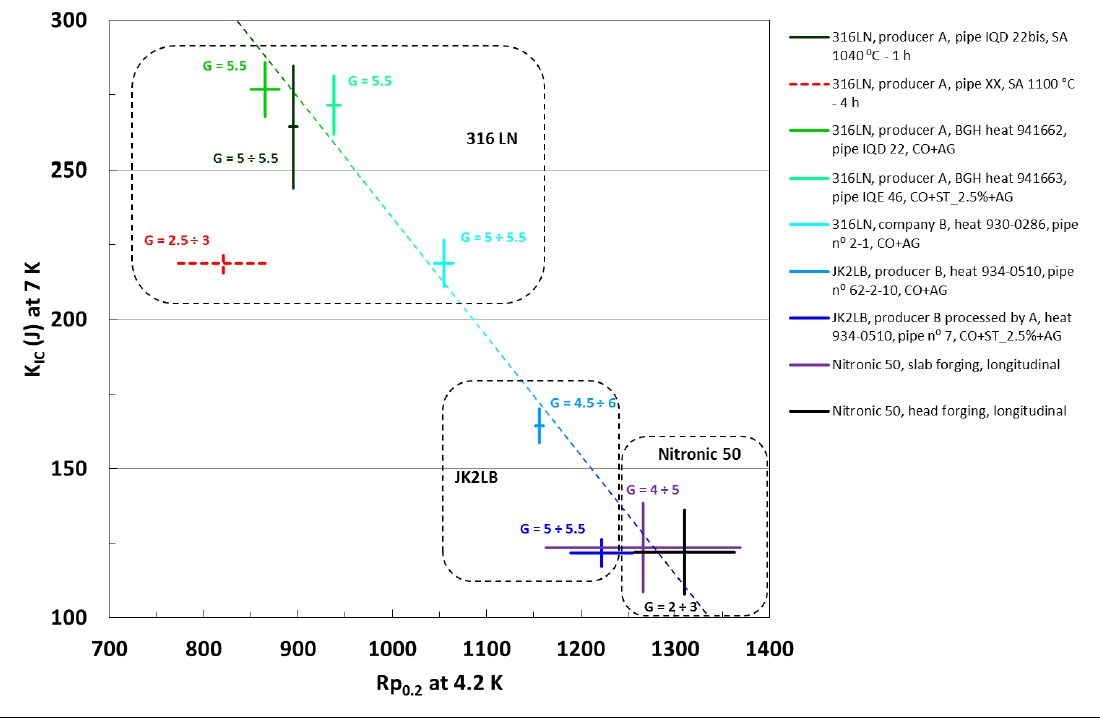 300
250
200
150
100
K_IC (J) at 7 K
700
800
900
1000
1100
1200
1300
1400
Rp_0.2 at 4.2 K
G = 5.5
G = 5.5
316 LN
G = 5 ÷ 5.5
G = 2.5 ÷ 3
G = 5 ÷ 5.5
G = 4.5 ÷ 6
JK2LB
Nitronic 50
G = 4 ÷ 5
G = 5 ÷ 5.5
G = 2 ÷ 3
316LN, producer A, pipe IQD 22bis, SA
1040 ⁰C - 1 h
316LN, producer A, pipe XX, SA 1100 °C
- 4 h
316LN, producer A, BGH heat 941662,
pipe IQD 22, CO+AG
316LN, producer A, BGH heat 941663,
pipe IQE 46, CO+ST_2.5%+AG
316LN, company B, heat 930-0286, pipe
n⁰ 2-1, CO+AG
JK2LB, producer B, heat 934-0510, pipe
n⁰ 62-2-10, CO+AG
JK2LB, producer B processed by A, heat
934-0510, pipe n⁰ 7, CO+ST_2.5%+AG
Nitronic 50, slab forging, longitudinal
Nitronic 50, head forging, longitudinal